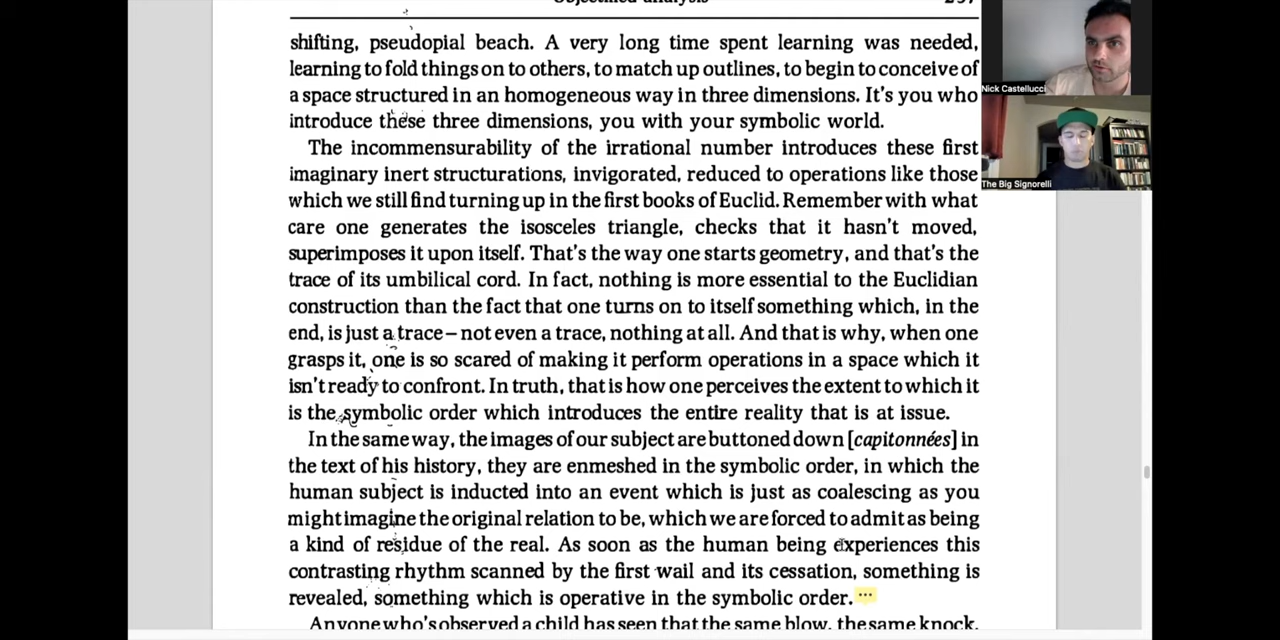 Objectified analysis
shifting, pseudopial beach. A very long time spent learning was needed,
learning to fold things on to others, to match up outlines, to begin to conceive of
a space structured in an homogeneous way in three dimensions. It's you who
introduce these three dimensions, you with your symbolic world.
The incommensurability of the irrational number introduces these first
imaginary inert structurations, invigorated, reduced to operations like those
which we still find turning up in the first books of Euclid. Remember with what
care one generates the isosceles triangle, checks that it hasn't moved,
superimposes it upon itself. That's the way one starts geometry, and that's the
trace of its umbilical cord. In fact, nothing is more essential to the Euclidian
construction than the fact that one turns on to itself something which, in the
end, is just a trace – not even a trace, nothing at all. And that is why, when one
grasps it, one is so scared of making it perform operations in a space which it
isn't ready to confront. In truth, that is how one perceives the extent to which it
is the symbolic order which introduces the entire reality that is at issue.
In the same way, the images of our subject are buttoned down [capitonnées] in
the text of his history, they are enmeshed in the symbolic order, in which the
human subject is inducted into an event which is just as coalescing as you
might imagine the original relation to be, which we are forced to admit as being
a kind of residue of the real. As soon as the human being experiences this
contrasting rhythm scanned by the first wail and its cessation, something is
revealed, something which is operative in the symbolic order.
Anyone who's observed a child has seen that the same blow, the same knock,
Nick Castellucci
The Big Signorelli